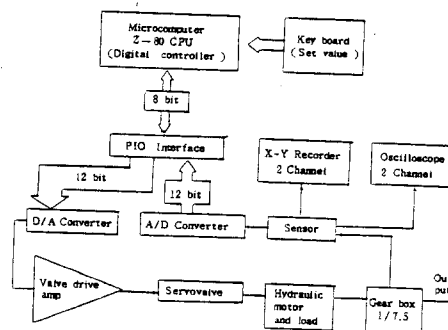 Microcomputer
Z-80 CPU
(Digital controller)
Key board
(Set value)
8 bit
PIO Interface
X-Y Recorder
2 Channel
Oscilloscope
2 Channel
12 bit
12 bit
D/A Converter
A/D Converter
Sensor
Valve drive
amp
Servovalve
Hydraulic
motor
and load
Gear box
1/7.5
Ou
put